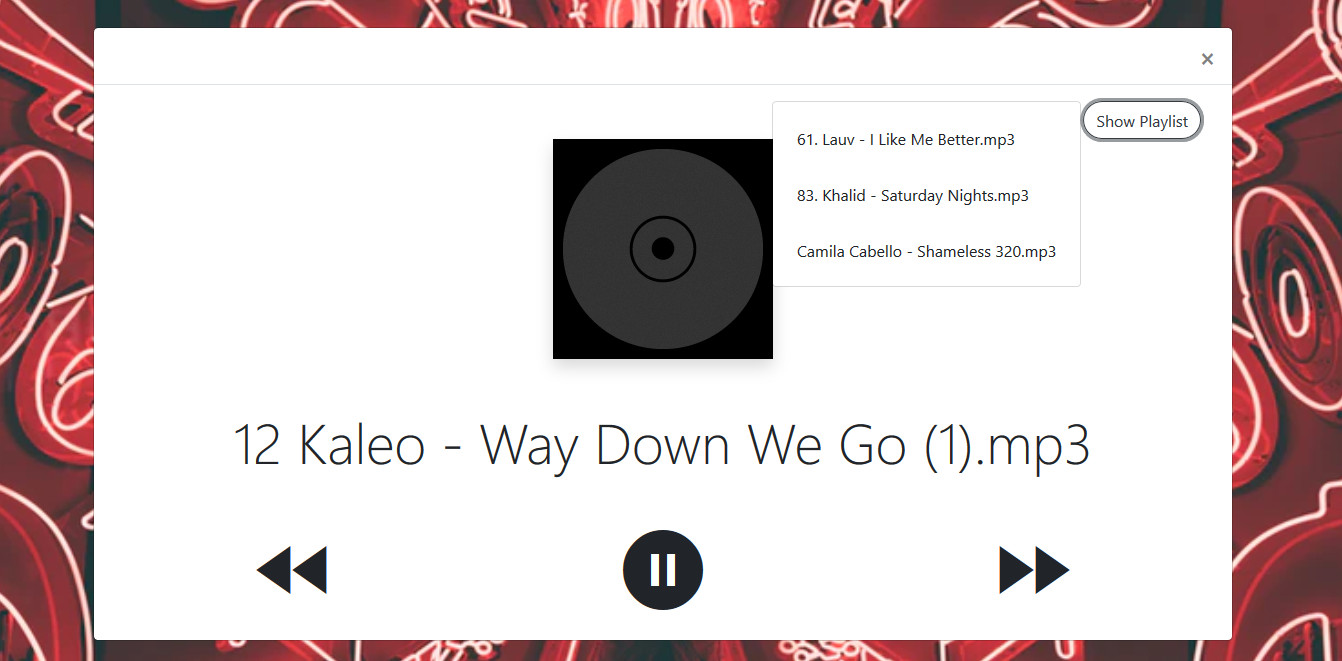 ×
Show Playlist
61. Lauv - I Like Me Better.mp3
83. Khalid - Saturday Nights.mp3
Camila Cabello - Shameless 320.mp3
12 Kaleo - Way Down We Go (1).mp3